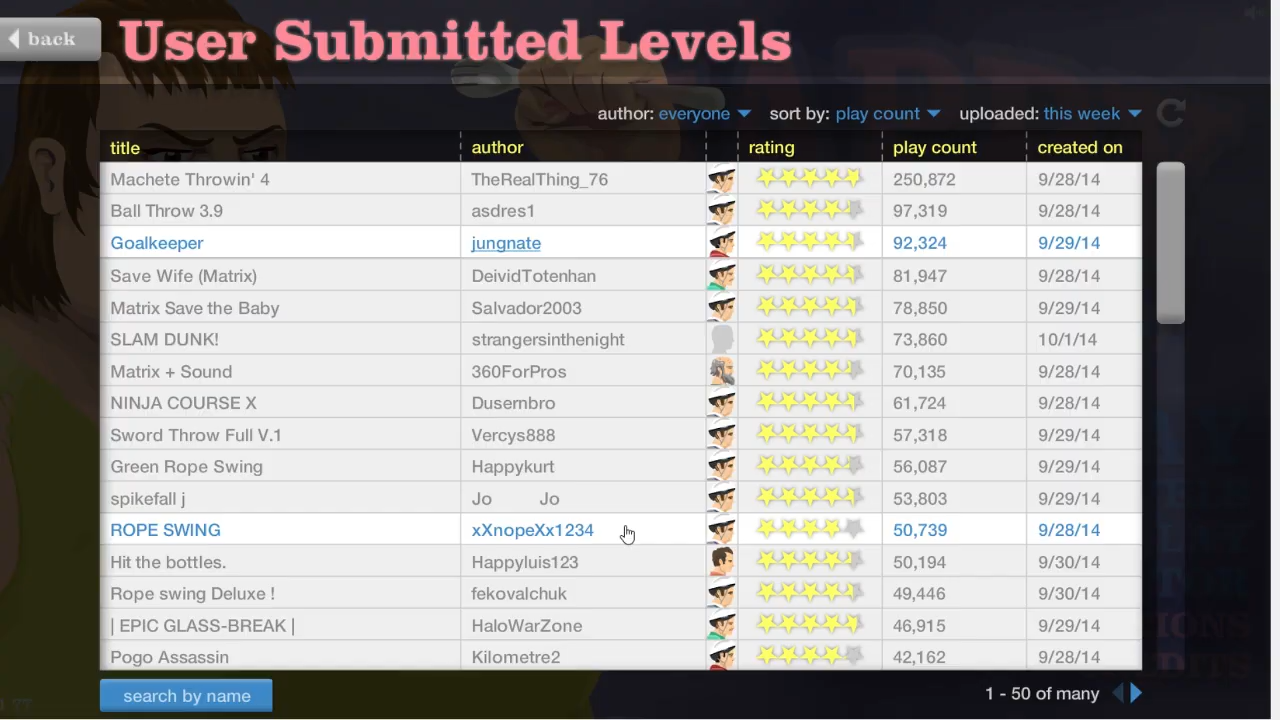 back
User Submitted Levels
author: everyone sort by: play count uploaded: this week
title author rating play count created on
Machete Throwin' 4 TheRealThing_76 250,872 9/28/14
Ball Throw 3.9 asdres1 97,319 9/28/14
Goalkeeper jungnate 92,324 9/29/14
Save Wife (Matrix) DeividTotenhan 81,947 9/28/14
Matrix Save the Baby Salvador2003 78,850 9/29/14
SLAM DUNK! strangersinthenight 73,860 10/1/14
Matrix + Sound 360ForPros 70,135 9/28/14
NINJA COURSE X Dusernbro 61,724 9/28/14
Sword Throw Full V.1 Vercys888 57,318 9/29/14
Green Rope Swing Happykurt 56,087 9/29/14
spikefall j Jo Jo 53,803 9/29/14
ROPE SWING xXnopeXx1234 50,739 9/28/14
Hit the bottles. Happyluis123 50,194 9/30/14
Rope swing Deluxe ! fekovalchuk 49,446 9/30/14
| EPIC GLASS-BREAK | HaloWarZone 46,915 9/29/14
Pogo Assassin Kilometre2 42,162 9/28/14
search by name 1 - 50 of many